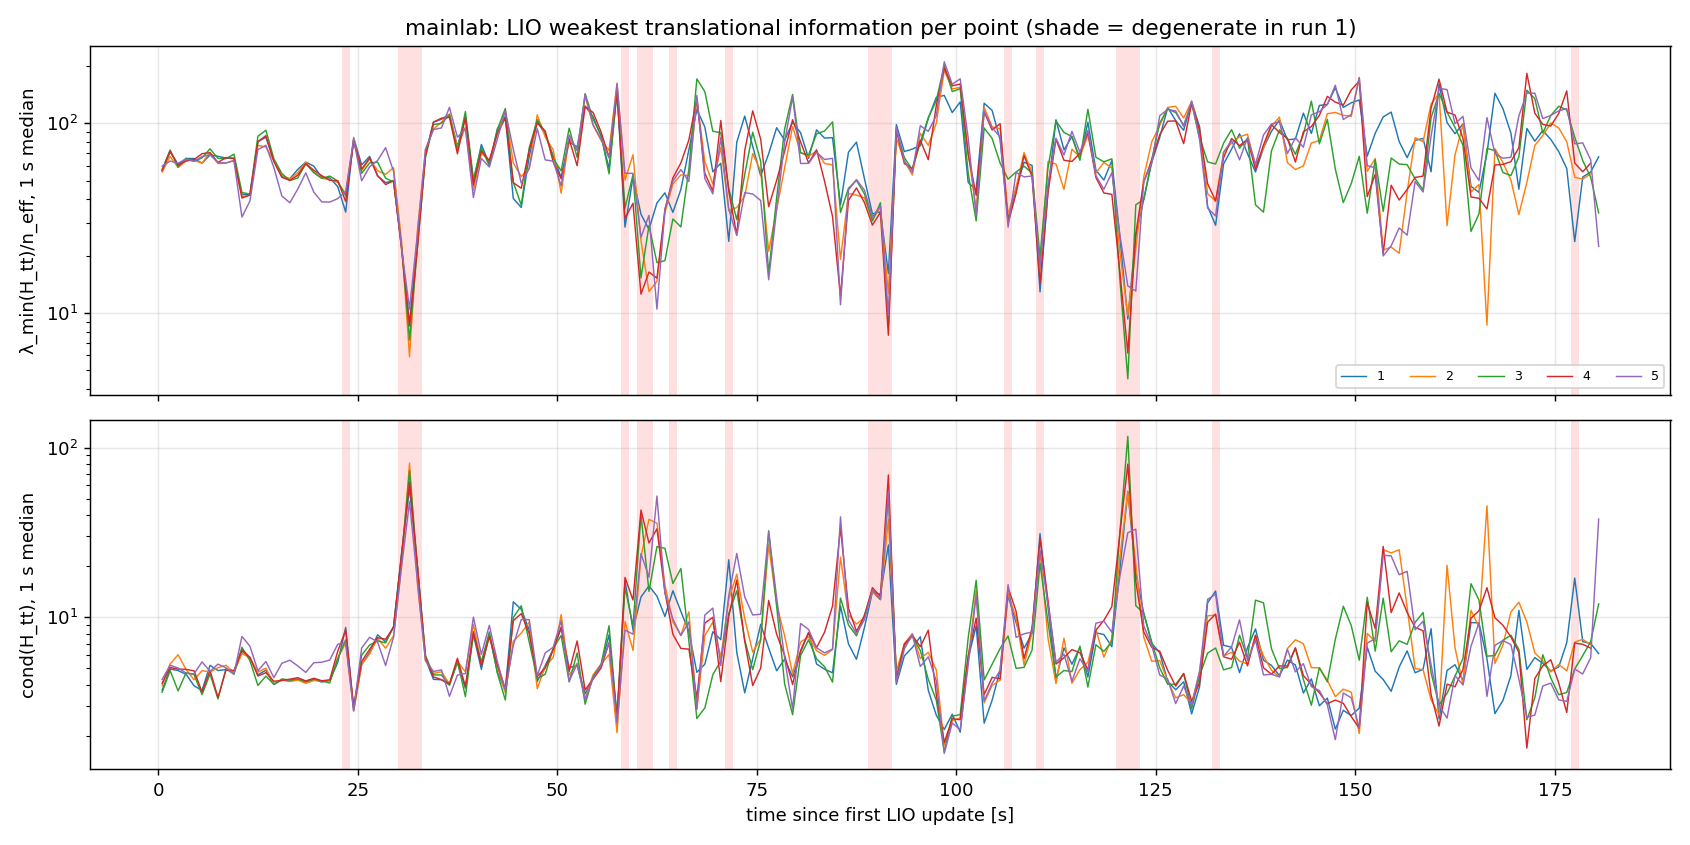 mainlab: LIO weakest translational information per point (shade = degenerate in run 1)
λ_min(H_tt)/n_eff, 1 s median
10²
10¹
1 2 3 4 5
cond(H_tt), 1 s median
10²
10¹
0 25 50 75 100 125 150 175
time since first LIO update [s]